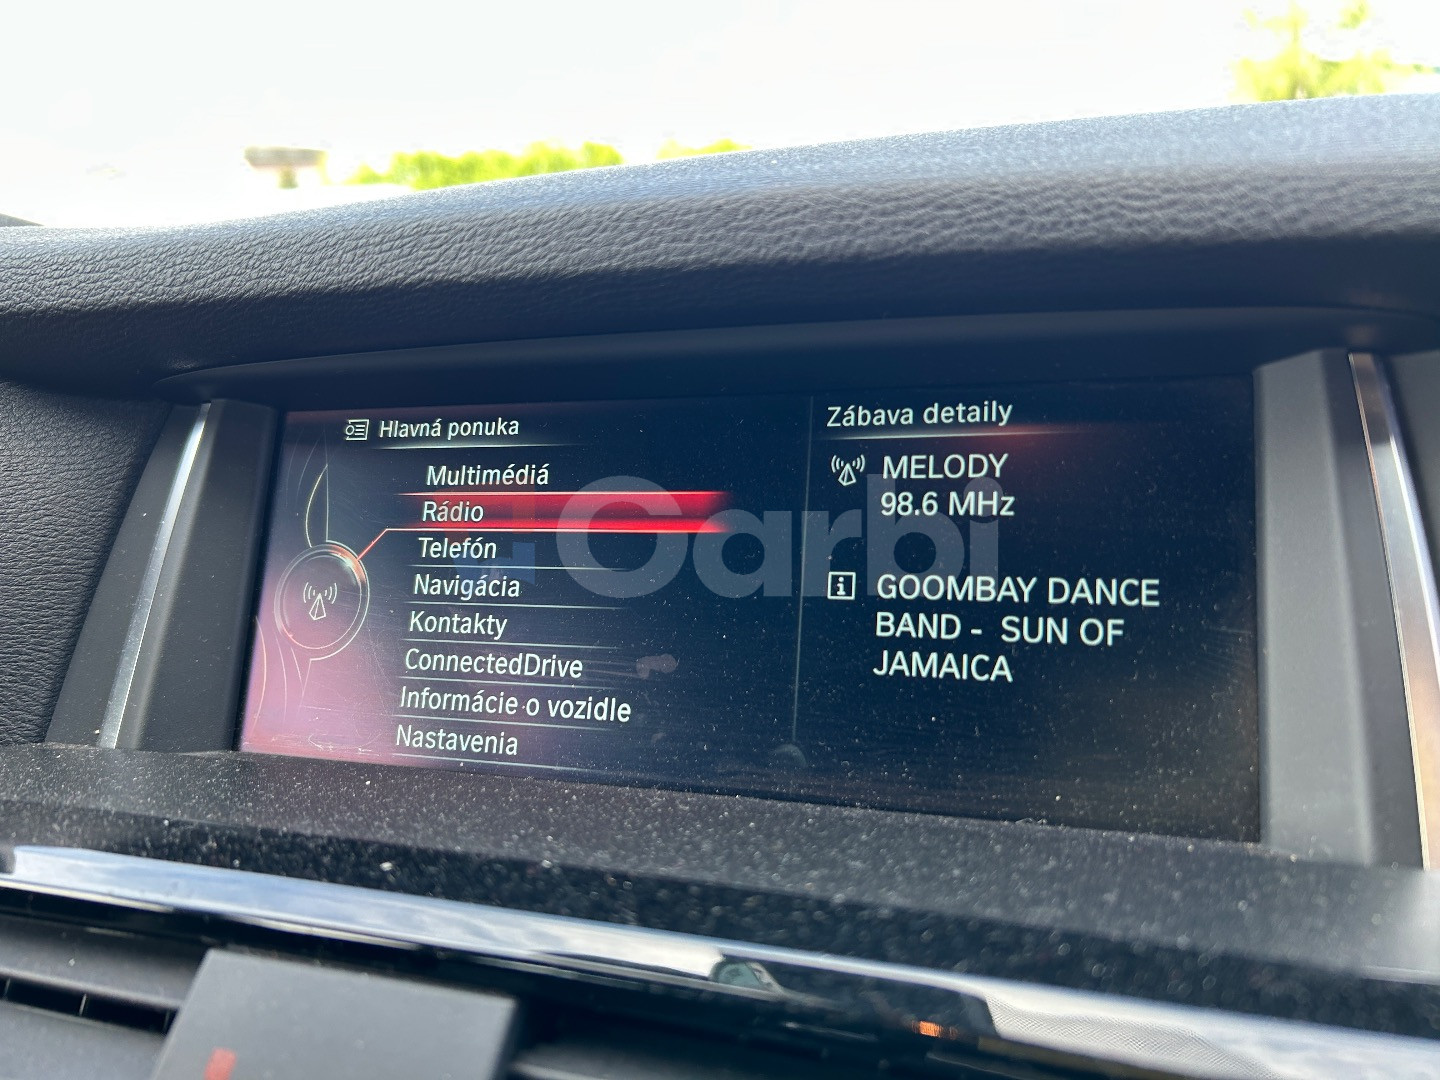 Hlavná ponuka
Multimédiá
Rádio
Telefón
Navigácia
Kontakty
ConnectedDrive
Informácie o vozidle
Nastavenia
Zábava detaily
MELODY
98.6 MHz
GOOMBAY DANCE
BAND - SUN OF
JAMAICA
Carbi